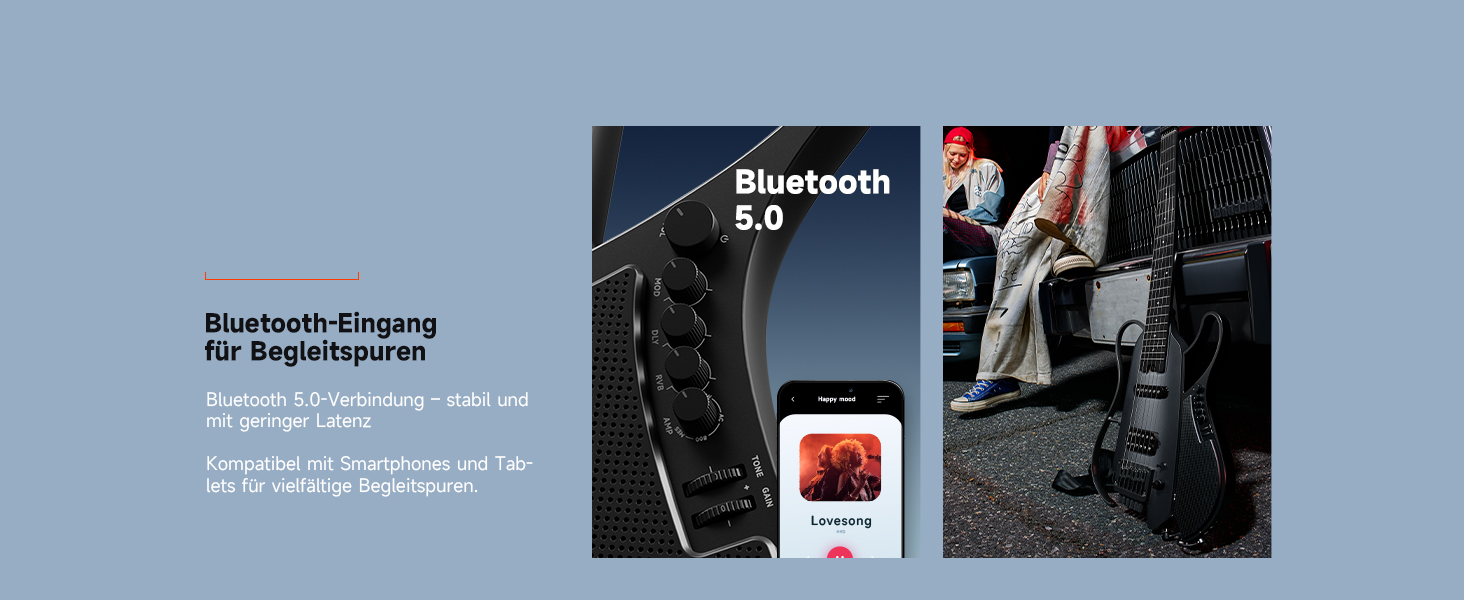 Bluetooth-Eingang
für Begleitspuren
Bluetooth 5.0-Verbindung – stabil und
mit geringer Latenz
Kompatibel mit Smartphones und Tab-
lets für vielfältige Begleitspuren.
Bluetooth
5.0
MOD
DLY
RVB
AMP
TONE
GAIN
Happy mood
Lovesong